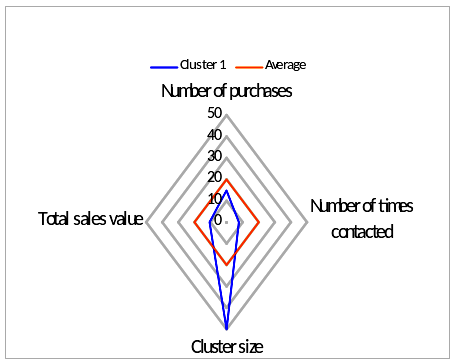 Cluster 1 Average
Number of purchases
50
40
30
20
10
0
Total sales value
Number of times
contacted
Cluster size